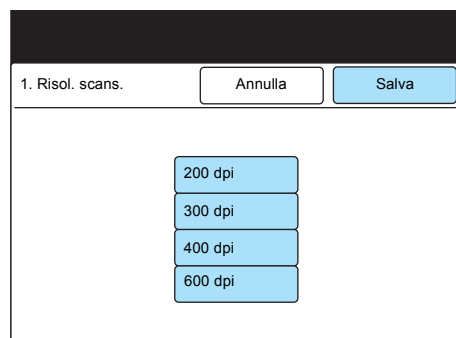 1. Risol. scans. Annulla Salva
200 dpi
300 dpi
400 dpi
600 dpi